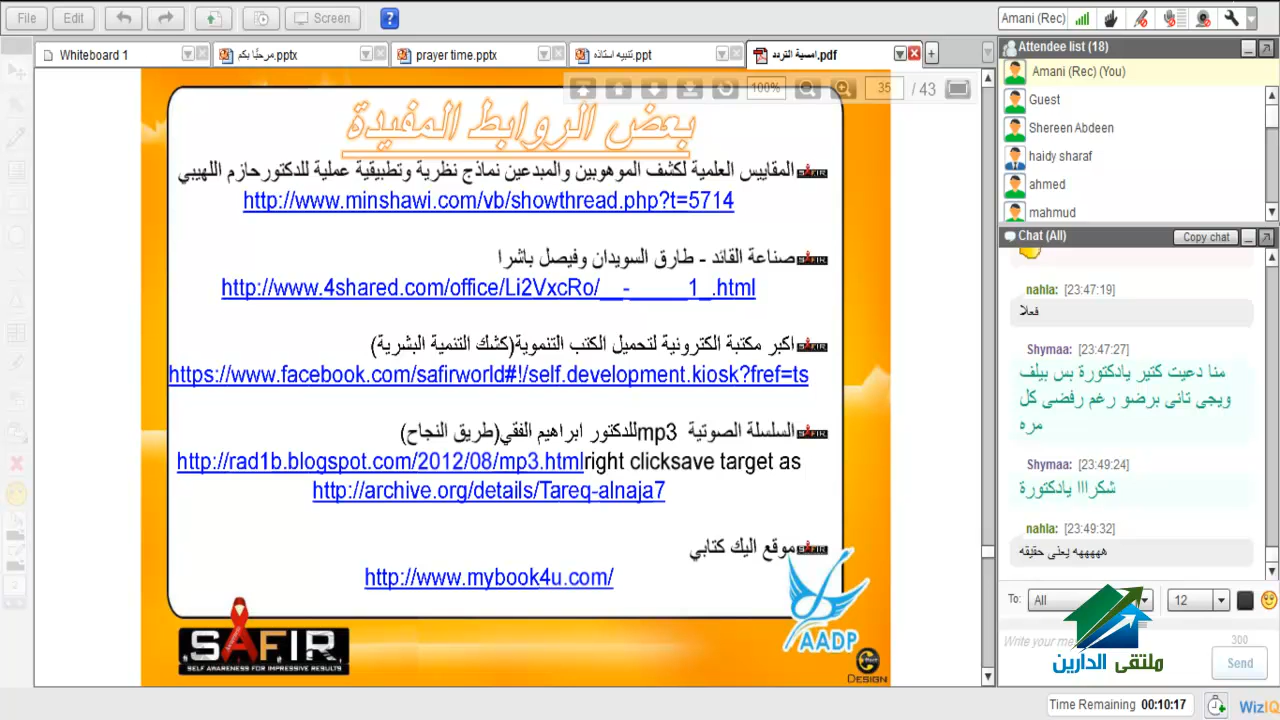 File
Edit
Screen
?
Amani (Rec)
Whiteboard 1
مرحبًا بكم.pptx
prayer time.pptx
تنبيه استاذه.ppt
امسية التردد.pdf
Attendee list (18)
100%
35 / 43
بعض الروابط المفيدة
المقاييس العلمية لكشف الموهوبين والمبدعين نماذج نظرية وتطبيقية عملية للدكتورحازم اللهيبي
http://www.minshawi.com/vb/showthread.php?t=5714
صناعة القائد - طارق السويدان وفيصل باشرا
http://www.4shared.com/office/Li2VxcRo/__-_____1_.html
اكبر مكتبة الكترونية لتحميل الكتب التنموية(كشك التنمية البشرية)
https://www.facebook.com/safirworld#!/self.development.kiosk?fref=ts
السلسلة الصوتية mp3للدكتور ابراهيم الفقي(طريق النجاح)
http://rad1b.blogspot.com/2012/08/mp3.htmlright clicksave target as
http://archive.org/details/Tareq-alnaja7
موقع اليك كتابي
http://www.mybook4u.com/
SAFIR
SELF AWARENESS FOR IMPRESSIVE RESULTS
AADP
DESIGN
Amani (Rec) (You)
Guest
Shereen Abdeen
haidy sharaf
ahmed
mahmud
Chat (All)
Copy chat
nahla: [23:47:19]
فعلا
Shymaa: [23:47:27]
منا دعيت كتير يادكتورة بس بيلف
ويجى تانى برضو رغم رفضى كل
مره
Shymaa: [23:49:24]
شكرااا يادكتورة
nahla: [23:49:32]
هههههه يعنى حقيقه
To: All
12
Write your me
300
Send
ملتقى الدارين
Time Remaining 00:10:17
WizIQ